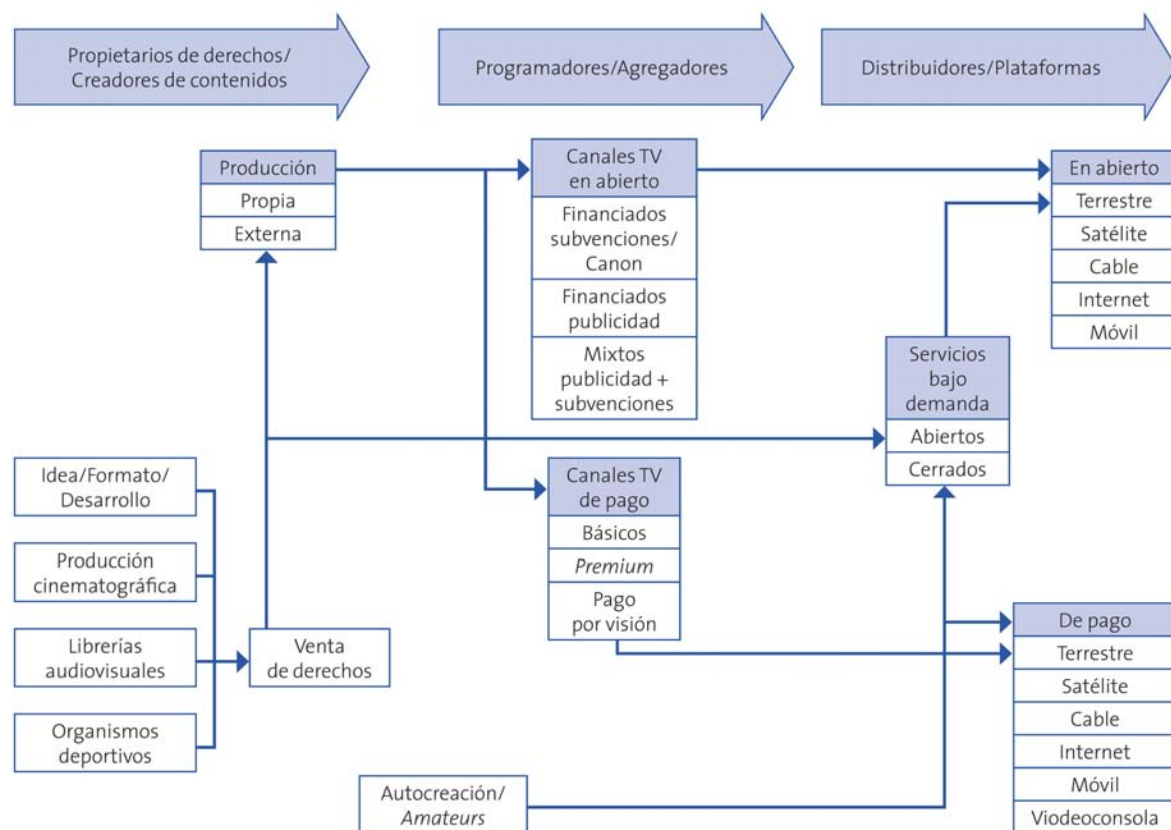 Propietarios de derechos/
Creadores de contenidos
Programadores/Agregadores
Distribuidores/Plataformas
Producción
Propia
Externa
Canales TV
en abierto
Financiados
subvenciones/
Canon
Financiados
publicidad
Mixtos
publicidad +
subvenciones
En abierto
Terrestre
Satélite
Cable
Internet
Móvil
Servicios
bajo
demanda
Abiertos
Cerrados
Idea/Formato/
Desarrollo
Producción
cinematográfica
Librerías
audiovisuales
Organismos
deportivos
Venta
de derechos
Canales TV
de pago
Básicos
Premium
Pago
por visión
De pago
Terrestre
Satélite
Cable
Internet
Móvil
Viodeoconsola
Autocreación/
Amateurs